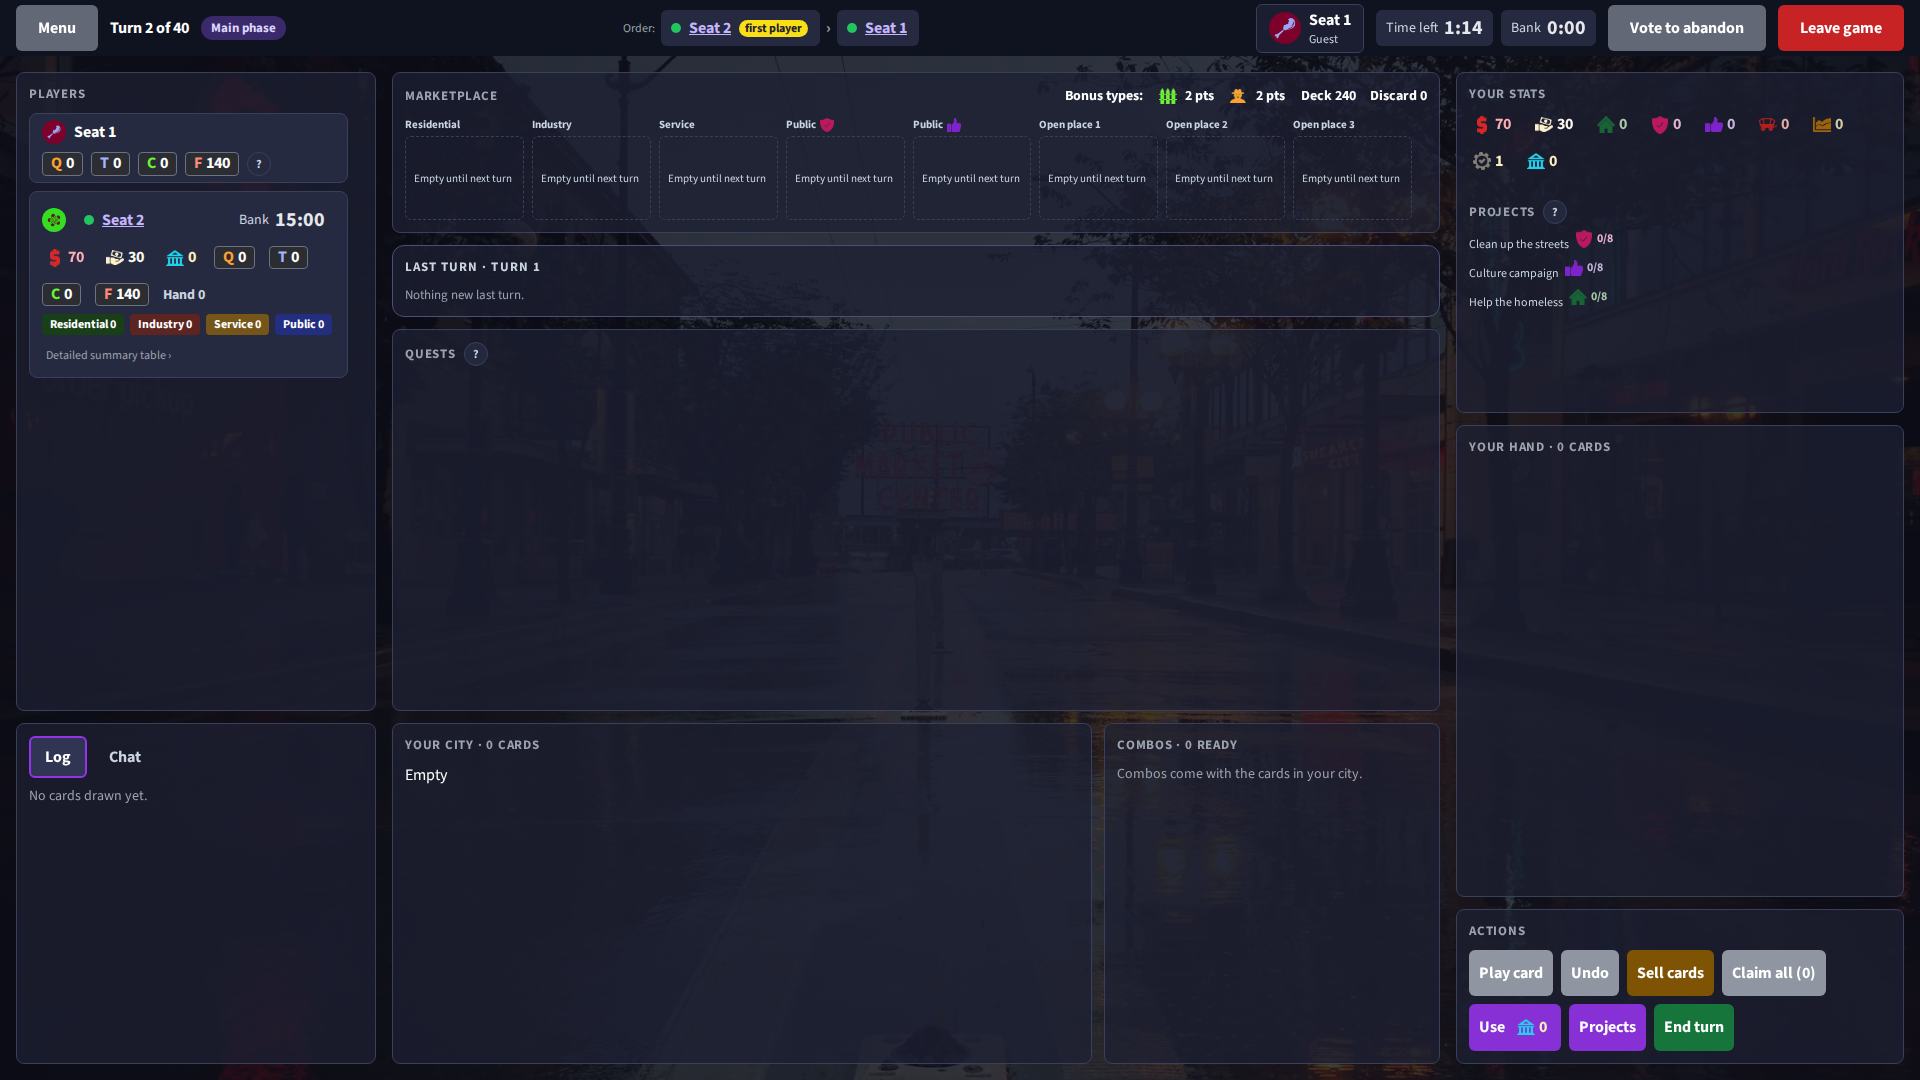 Menu
Turn 2 of 40
Main phase
Order:
Seat 2
first player
›
Seat 1
Seat 1
Guest
Time left 1:14
Bank 0:00
Vote to abandon
Leave game
PLAYERS
Seat 1
Q 0
T 0
C 0
F 140
?
Seat 2
Bank 15:00
70
30
0
Q 0
T 0
C 0
F 140
Hand 0
Residential 0
Industry 0
Service 0
Public 0
Detailed summary table ›
MARKETPLACE
Bonus types:
2 pts
2 pts
Deck 240
Discard 0
Residential
Industry
Service
Public
Public
Open place 1
Open place 2
Open place 3
Empty until next turn
Empty until next turn
Empty until next turn
Empty until next turn
Empty until next turn
Empty until next turn
Empty until next turn
Empty until next turn
LAST TURN · TURN 1
Nothing new last turn.
QUESTS
?
PUBLIC
MARKET
CENTER
YOUR STATS
$ 70
30
0
0
0
0
0
1
0
PROJECTS
?
Clean up the streets
0/8
Culture campaign
0/8
Help the homeless
0/8
YOUR HAND · 0 CARDS
Log
Chat
No cards drawn yet.
YOUR CITY · 0 CARDS
Empty
COMBOS · 0 READY
Combos come with the cards in your city.
ACTIONS
Play card
Undo
Sell cards
Claim all (0)
Use
0
Projects
End turn